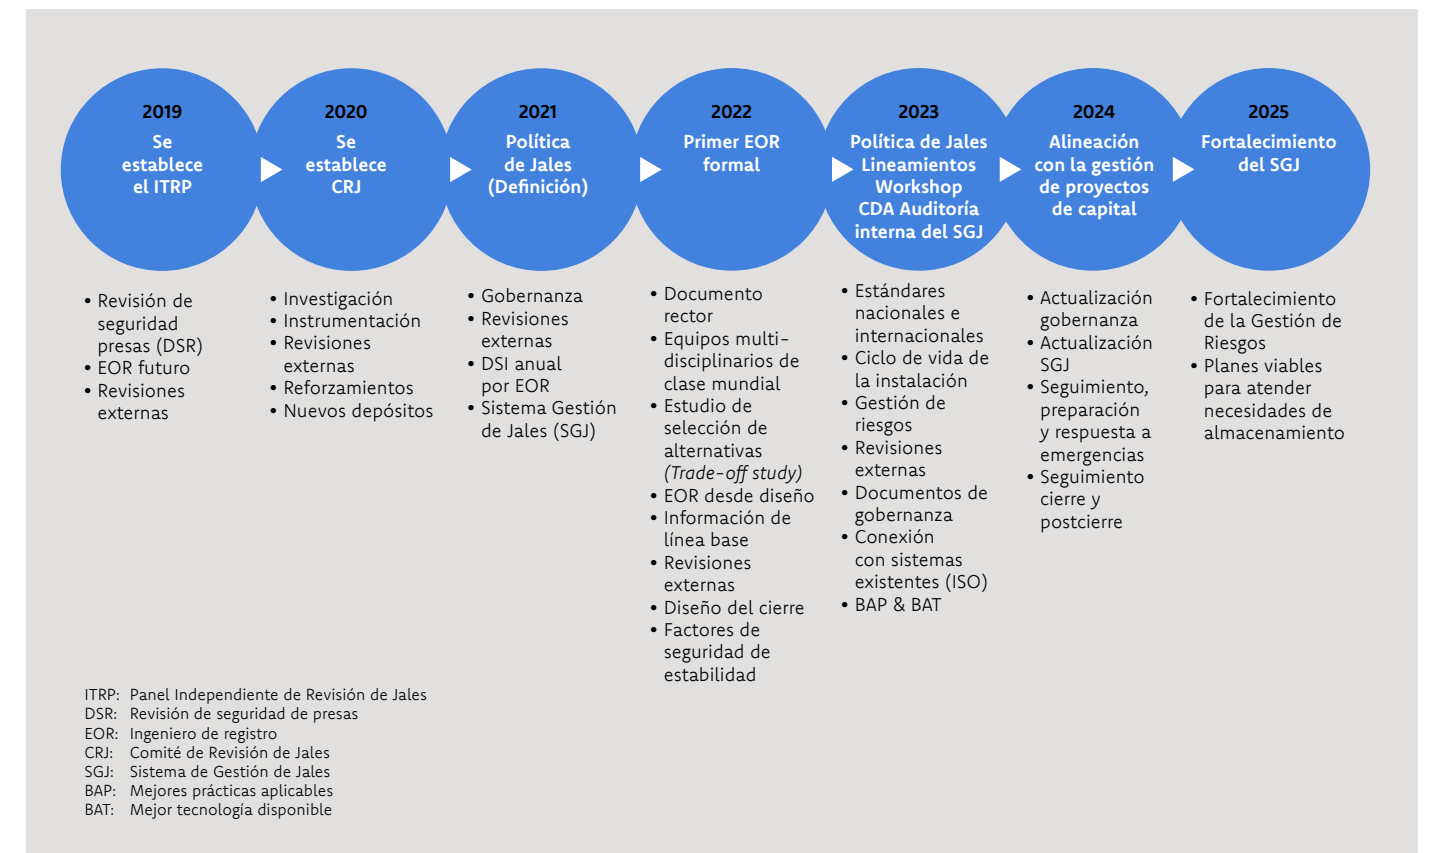 2019
Se
establece
el ITRP
2020
Se
establece
CRJ
2021
Política
de Jales
(Definición)
2022
Primer EOR
formal
2023
Política de Jales
Lineamientos
Workshop
CDA Auditoría
interna del SGJ
2024
Alineación
con la gestión
de proyectos
de capital
2025
Fortalecimiento
del SGJ
• Revisión de
seguridad
presas (DSR)
• EOR futuro
• Revisiones
externas
• Investigación
• Instrumentación
• Revisiones
externas
• Reforzamientos
• Nuevos depósitos
• Gobernanza
• Revisiones
externas
• DSI anual
por EOR
• Sistema Gestión
de Jales (SGJ)
• Documento
rector
• Equipos multi-
disciplinarios de
clase mundial
• Estudio de
selección de
alternativas
(Trade-off study)
• EOR desde diseño
• Información de
línea base
• Revisiones
externas
• Diseño del cierre
• Factores de
seguridad de
estabilidad
• Estándares
nacionales e
internacionales
• Ciclo de vida de
la instalación
• Gestión de
riesgos
• Revisiones
externas
• Documentos de
gobernanza
• Conexión
con sistemas
existentes (ISO)
• BAP & BAT
• Actualización
gobernanza
• Actualización
SGJ
• Seguimiento,
preparación
y respuesta a
emergencias
• Seguimiento
cierre y
postcierre
• Fortalecimiento
de la Gestión de
Riesgos
• Planes viables
para atender
necesidades de
almacenamiento
ITRP: Panel Independiente de Revisión de Jales
DSR: Revisión de seguridad de presas
EOR: Ingeniero de registro
CRJ: Comité de Revisión de Jales
SGJ: Sistema de Gestión de Jales
BAP: Mejores prácticas aplicables
BAT: Mejor tecnología disponible